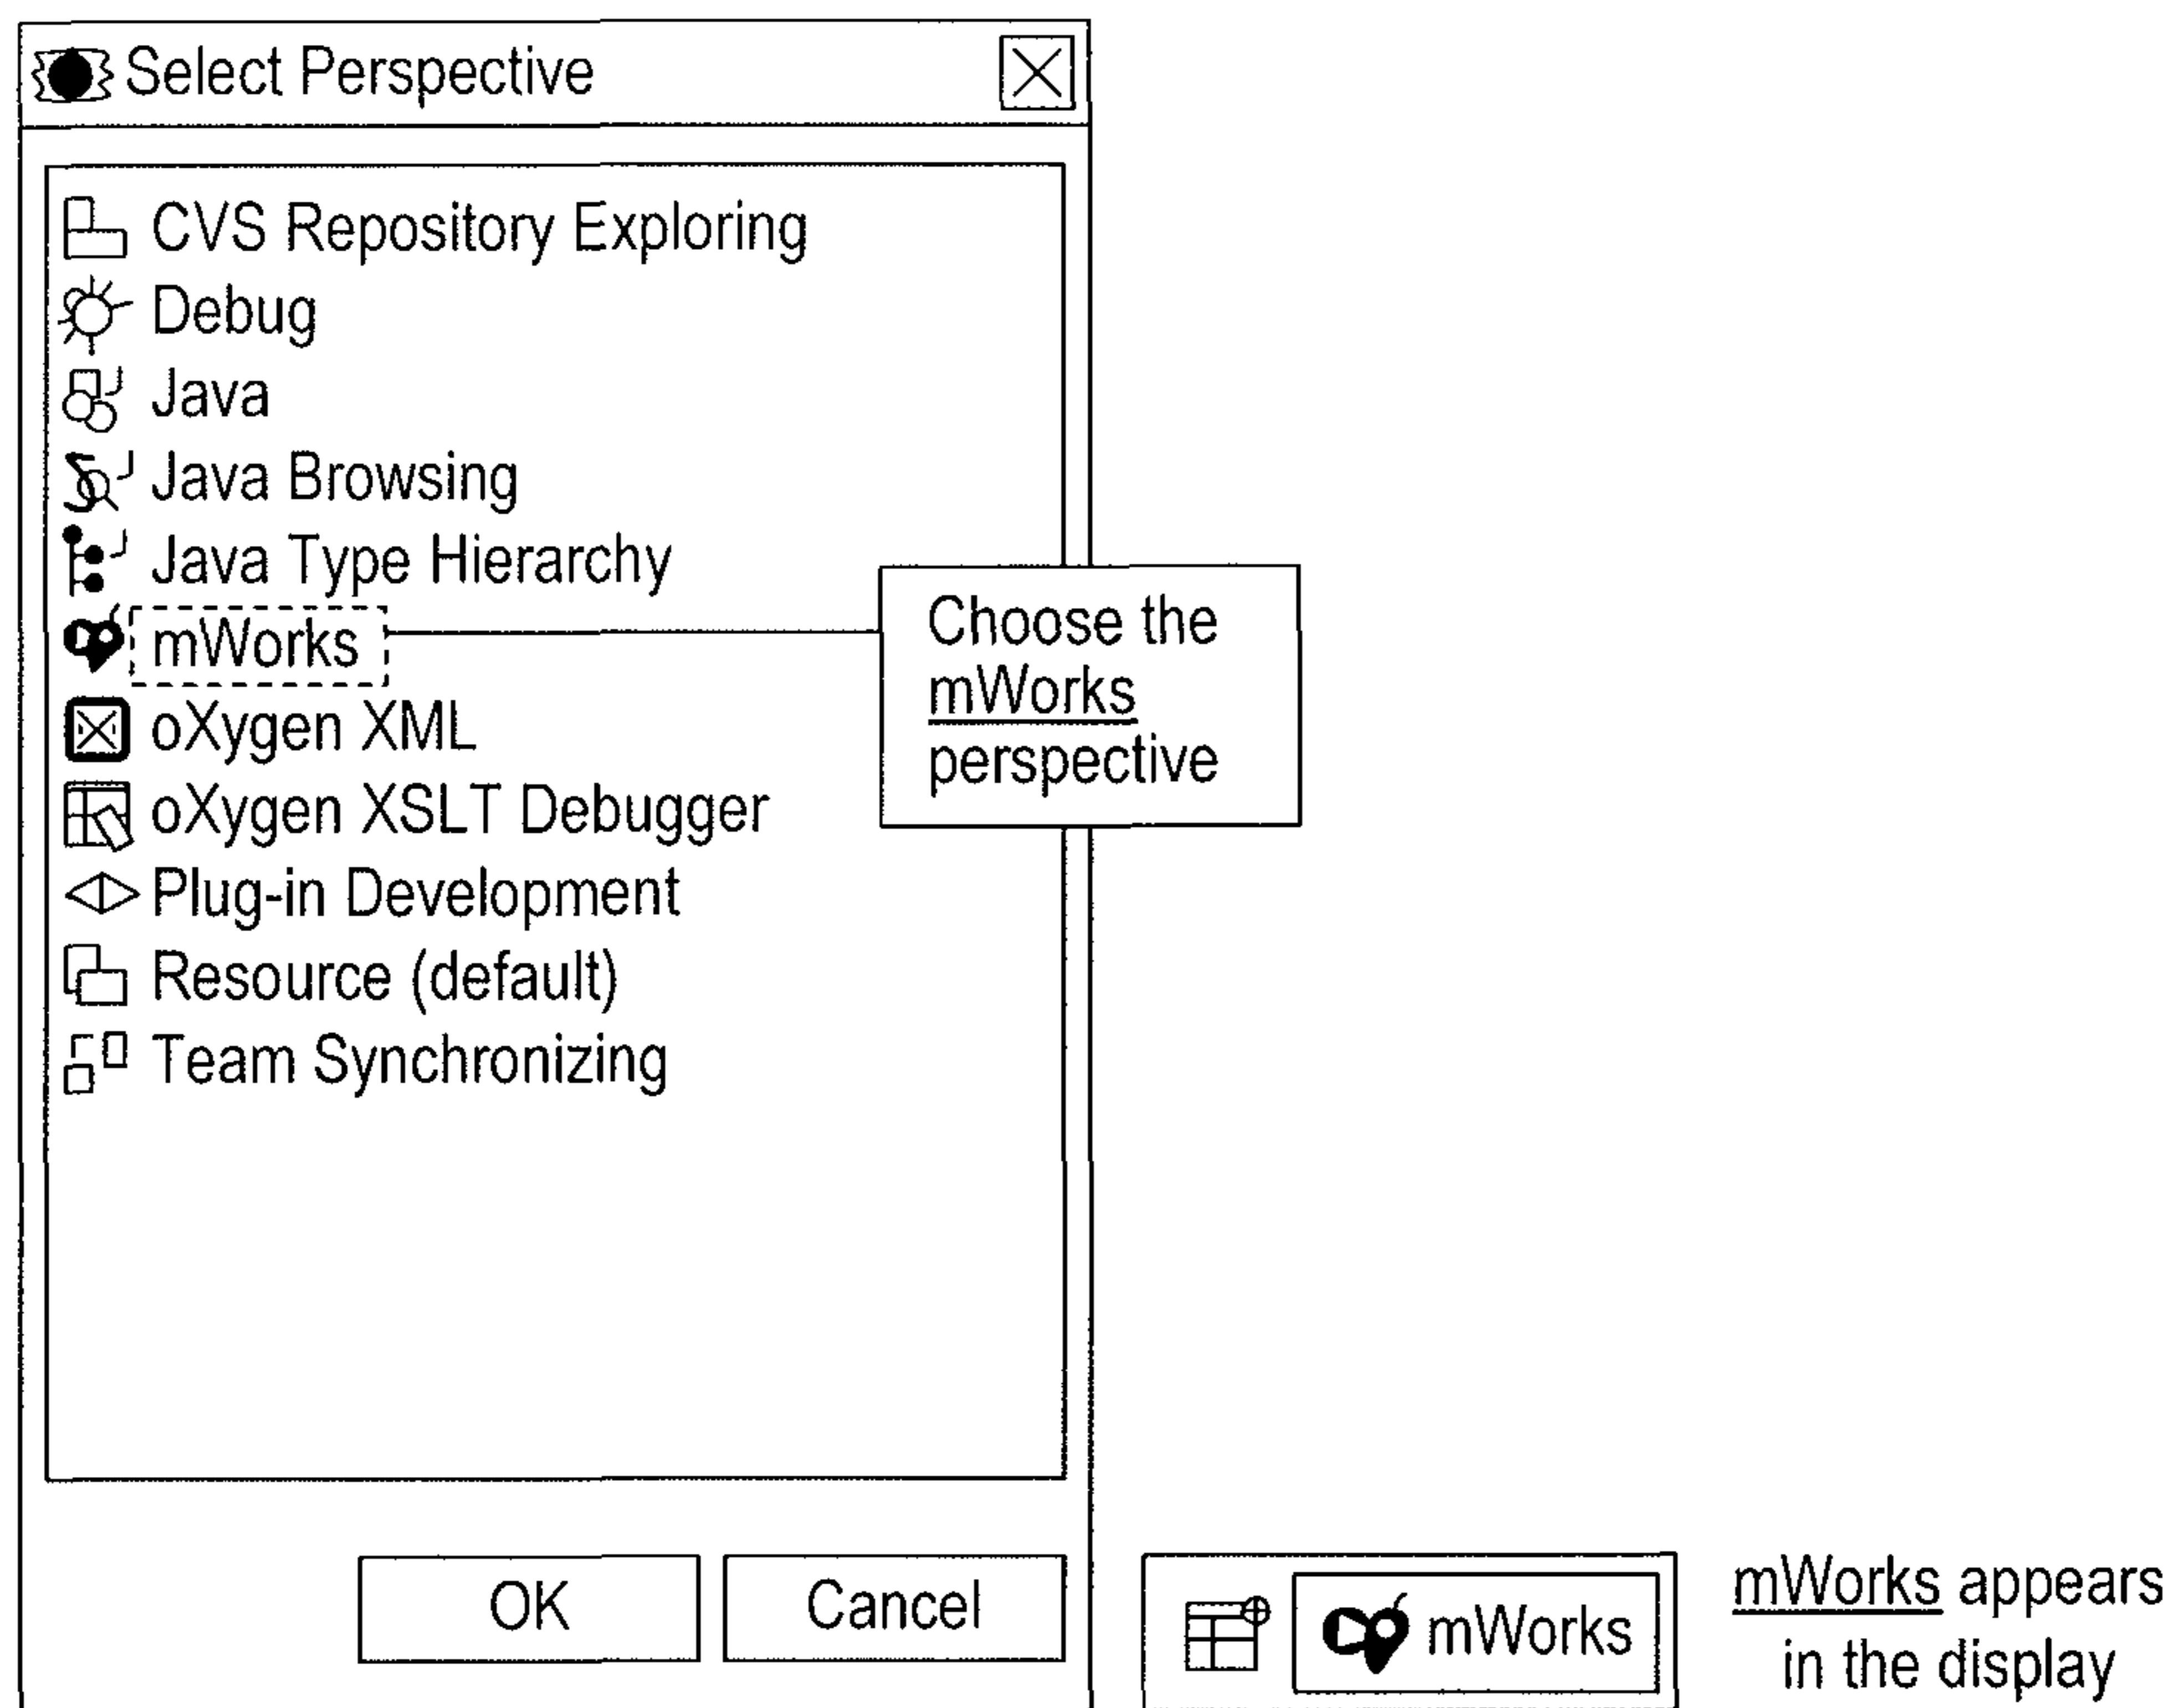 Select Perspective
CVS Repository Exploring
Debug
Java
Java Browsing
Java Type Hierarchy
mWorks
oXygen XML
oXygen XSLT Debugger
Plug-in Development
Resource (default)
Team Synchronizing
Choose the
mWorks
perspective
OK
Cancel
mWorks
mWorks appears
in the display